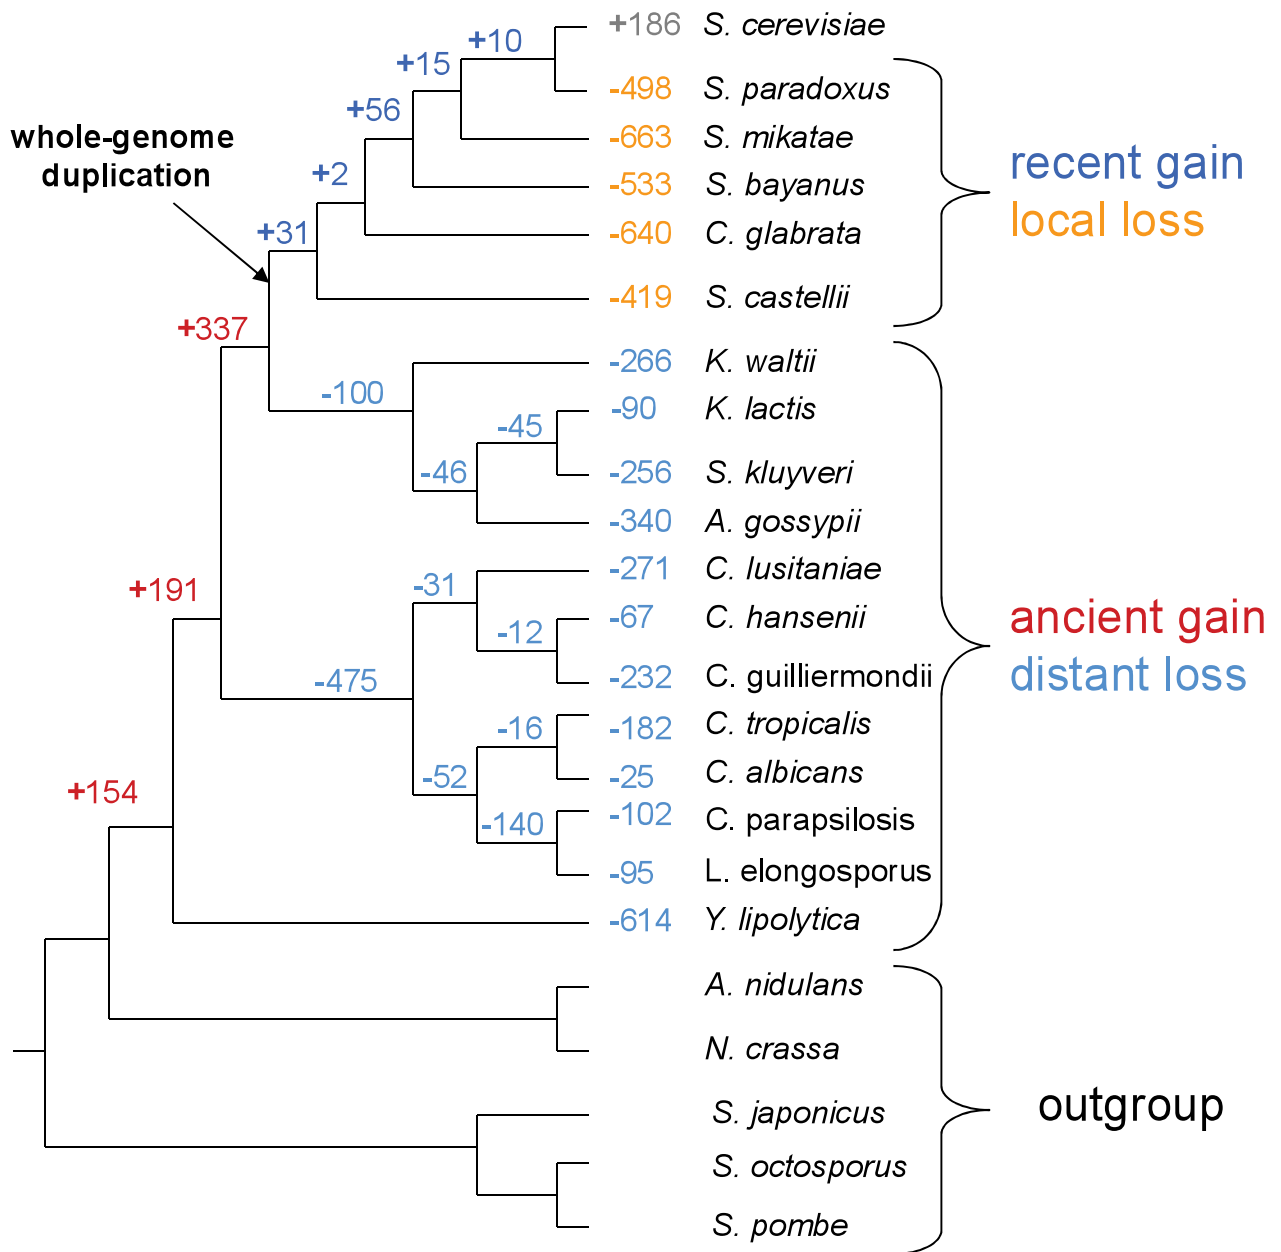 +186 S. cerevisiae
+10
+15
-498 S. paradoxus
+56
whole-genome
duplication
-663 S. mikatae
recent gain
+2
-533 S. bayanus
local loss
+31
-640 C. glabrata
-419 S. castellii
+337
-266 K. waltii
-100
-90 K. lactis
-45
-46
-256 S. kluyveri
-340 A. gossypii
-271 C. lusitaniae
-31
+191
-67 C. hansenii
ancient gain
-12
-475
-232 C. guilliermondii
distant loss
-16
-182 C. tropicalis
-52
-25 C. albicans
+154
-102 C. parapsilosis
-140
-95 L. elongosporus
-614 Y. lipolytica
A. nidulans
N. crassa
S. japonicus
outgroup
S. octosporus
S. pombe